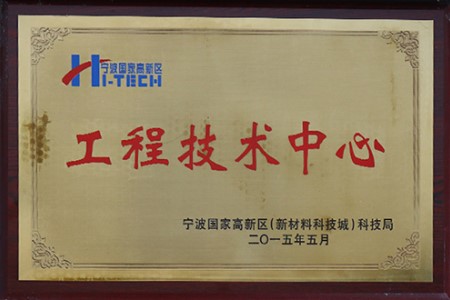 宁波国家高新区
HI-TECH
工程技术中心
宁波国家高新区(新材料科技城)科技局
二〇一五年五月